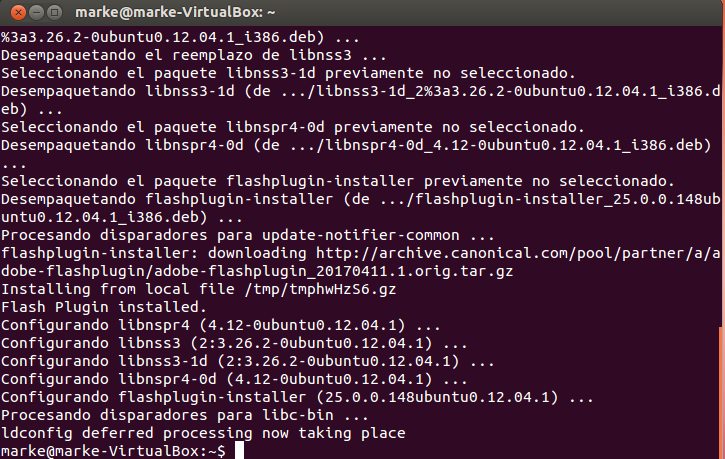 marke@marke-VirtualBox: ~
%3a3.26.2-0ubuntu0.12.04.1_i386.deb) ...
Desempaquetando el reemplazo de libnss3 ...
Seleccionando el paquete libnss3-1d previamente no seleccionado.
Desempaquetando libnss3-1d (de .../libnss3-1d_2%3a3.26.2-0ubuntu0.12.04.1_i386.d
eb) ...
Seleccionando el paquete libnspr4-0d previamente no seleccionado.
Desempaquetando libnspr4-0d (de .../libnspr4-0d_4.12-0ubuntu0.12.04.1_i386.deb)
...
Seleccionando el paquete flashplugin-installer previamente no seleccionado.
Desempaquetando flashplugin-installer (de .../flashplugin-installer_25.0.0.148ub
untu0.12.04.1_i386.deb) ...
Procesando disparadores para update-notifier-common ...
flashplugin-installer: downloading http://archive.canonical.com/pool/partner/a/a
dobe-flashplugin/adobe-flashplugin_20170411.1.orig.tar.gz
Installing from local file /tmp/tmphwHzS6.gz
Flash Plugin installed.
Configurando libnspr4 (4.12-0ubuntu0.12.04.1) ...
Configurando libnss3 (2:3.26.2-0ubuntu0.12.04.1) ...
Configurando libnss3-1d (2:3.26.2-0ubuntu0.12.04.1) ...
Configurando libnspr4-0d (4.12-0ubuntu0.12.04.1) ...
Configurando flashplugin-installer (25.0.0.148ubuntu0.12.04.1) ...
Procesando disparadores para libc-bin ...
ldconfig deferred processing now taking place
marke@marke-VirtualBox:~$